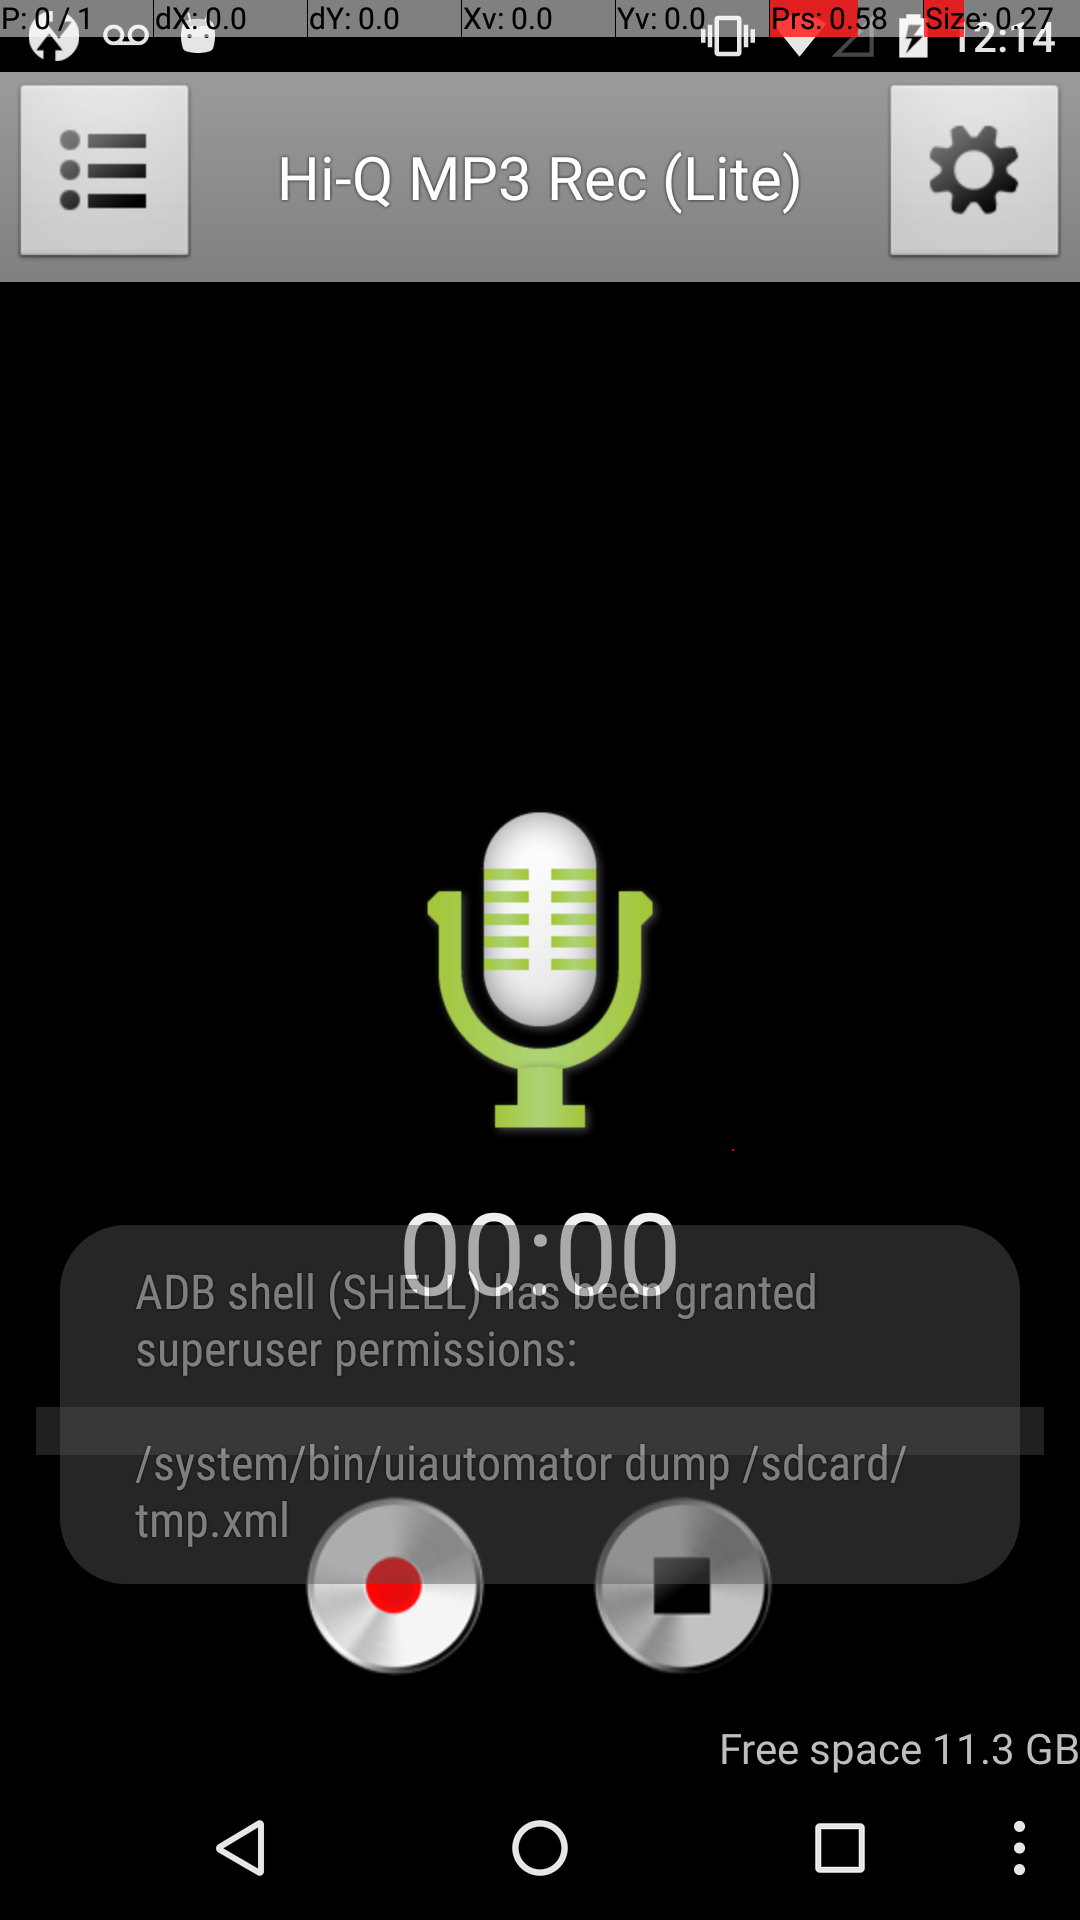 P: 0 / 1 dX: 0.0 dY: 0.0 Xv: 0.0 Yv: 0.0 Prs: 0.58 Size: 0.27
12:14
Hi-Q MP3 Rec (Lite)
00:00
ADB shell (SHELL) has been granted
superuser permissions:
/system/bin/uiautomator dump /sdcard/
tmp.xml
Free space 11.3 GB